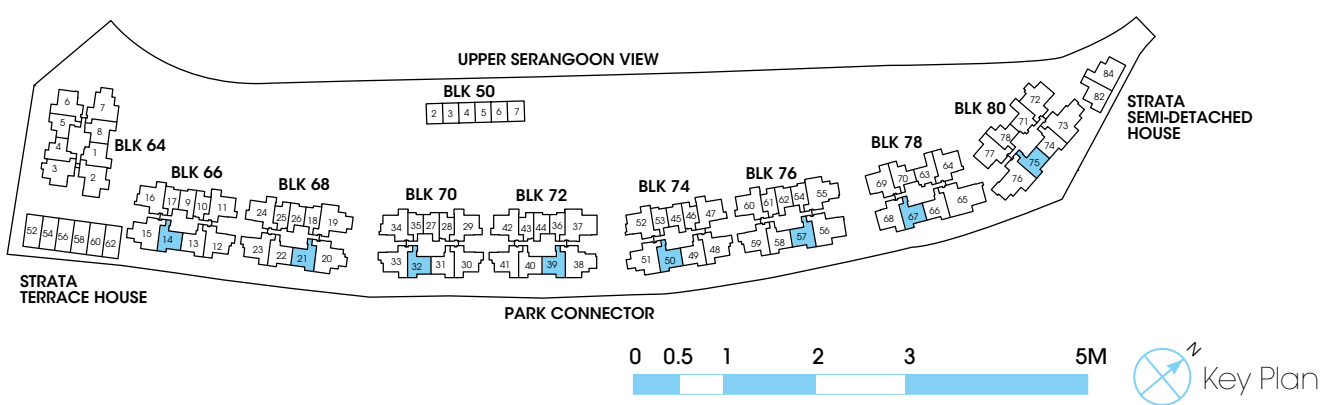 UPPER SERANGOON VIEW
BLK 50
2 3 4 5 6 7
84
82
STRATA
SEMI-DETACHED
HOUSE
BLK 80
72
71
73
78
74
77
75
76
6
7
5
8
BLK 64
4
1
3
2
BLK 66
16 17 9 10 11
15 14 13 12
BLK 68
24 25 26 18 19
23 22 21 20
BLK 70
34 35 27 28 29
33 32 31 30
BLK 72
42 43 44 36 37
41 40 39 38
BLK 74
52 53 45 46 47
51 50 49 48
BLK 76
60 61 62 54 55
59 58 57 56
BLK 78
69 70 63 64
68 67 66 65
52 54 56 58 60 62
STRATA
TERRACE HOUSE
PARK CONNECTOR
0 0.5 1 2 3 5M
N
Key Plan